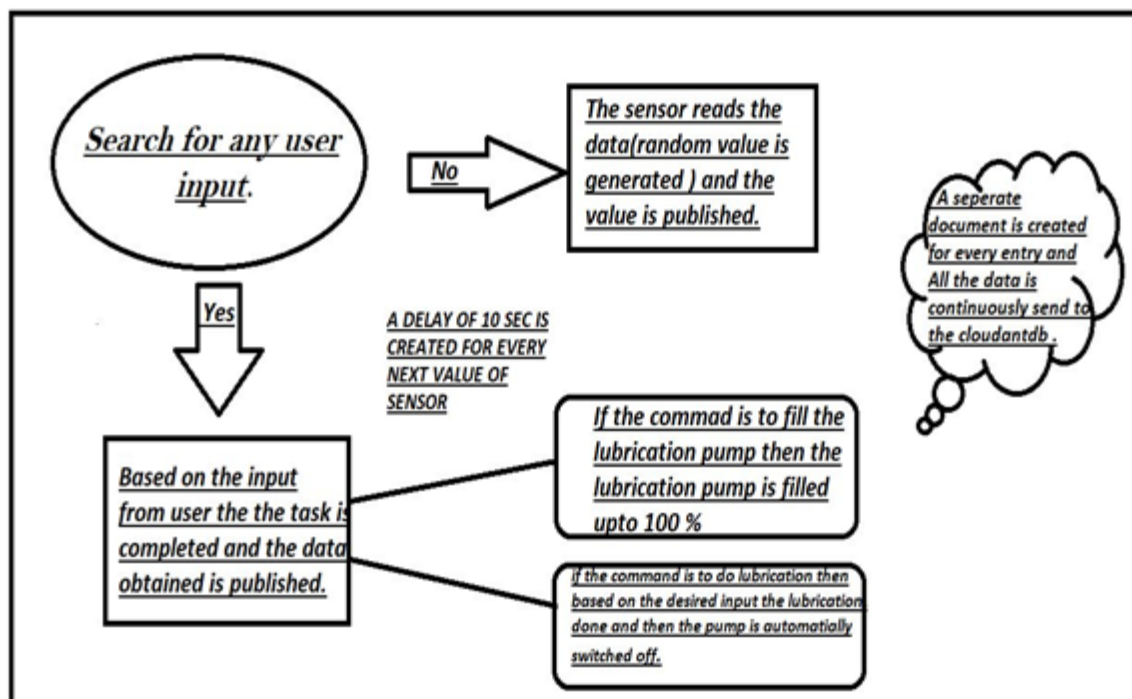 Search for any user
input.
No
The sensor reads the
data(random value is
generated ) and the
value is published.
A seperate
document is created
for every entry and
All the data is
continuously send to
the cloudantdb .
Yes
A DELAY OF 10 SEC IS
CREATED FOR EVERY
NEXT VALUE OF
SENSOR
Based on the input
from user the the task is
completed and the data
obtained is published.
If the commad is to fill the
lubrication pump then the
lubrication pump is filled
upto 100 %
If the command is to do lubrication then
based on the desired input the lubrication
done and then the pump is automatially
switched off.